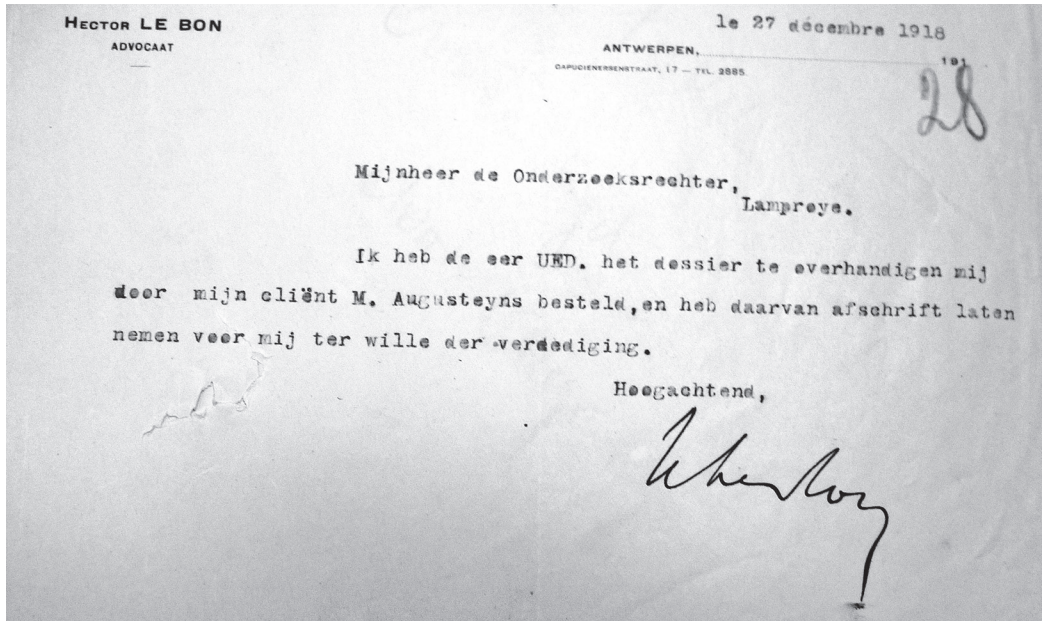 HECTOR LE BON
ADVOCAAT
le 27 décembre 1918
ANTWERPEN, 191
CAPUCIENERSENSTRAAT, 17 — TEL. 2885
28
Mijnheer de Onderzoeksrechter,
Lamproye.
Ik heb de eer UED. het dossier te overhandigen mij
door mijn cliënt M. Augusteyns besteld,en heb daarvan afschrift laten
nemen voor mij ter wille der verdediging.
Hoogachtend,